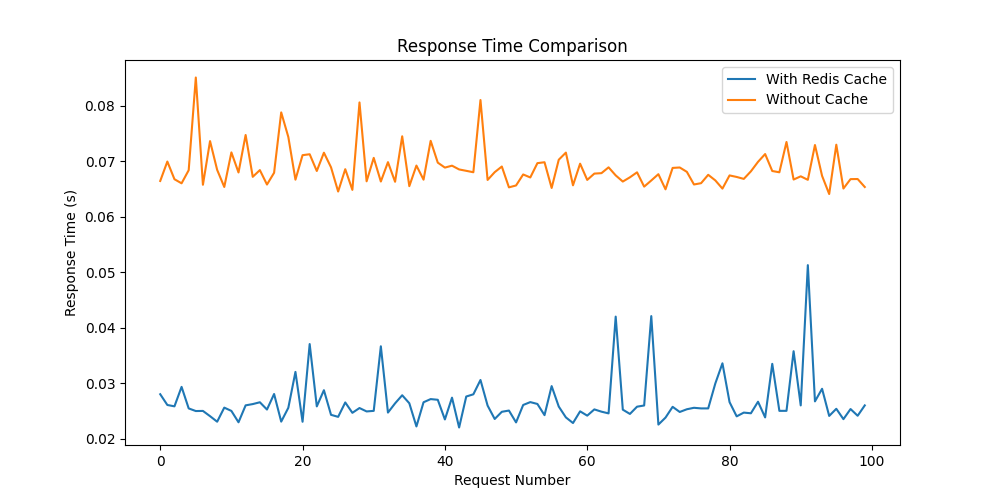 Response Time Comparison
With Redis Cache
Without Cache
Response Time (s)
0.08
0.07
0.06
0.05
0.04
0.03
0.02
0 20 40 60 80 100
Request Number